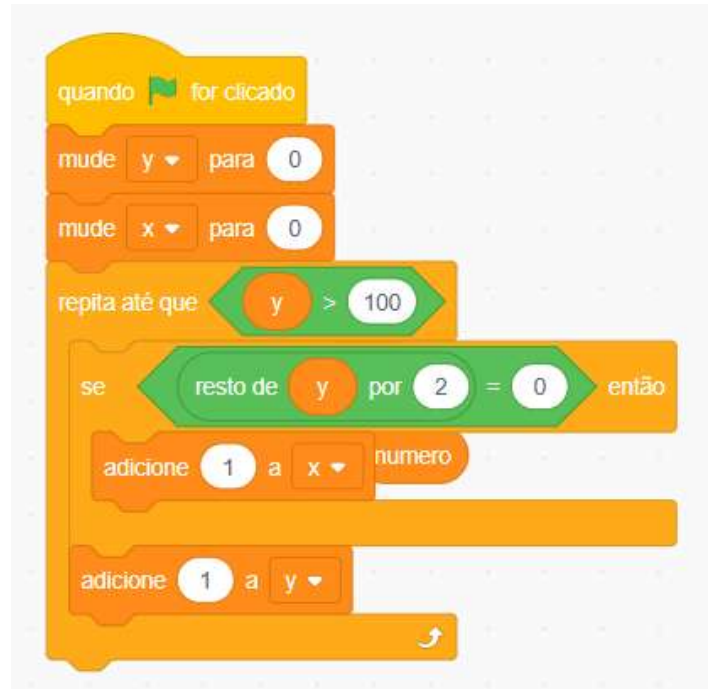 quando for clicado
mude y para 0
mude x para 0
repita até que y > 100
se resto de y por 2 = 0 então
adicione 1 a x numero
adicione 1 a y